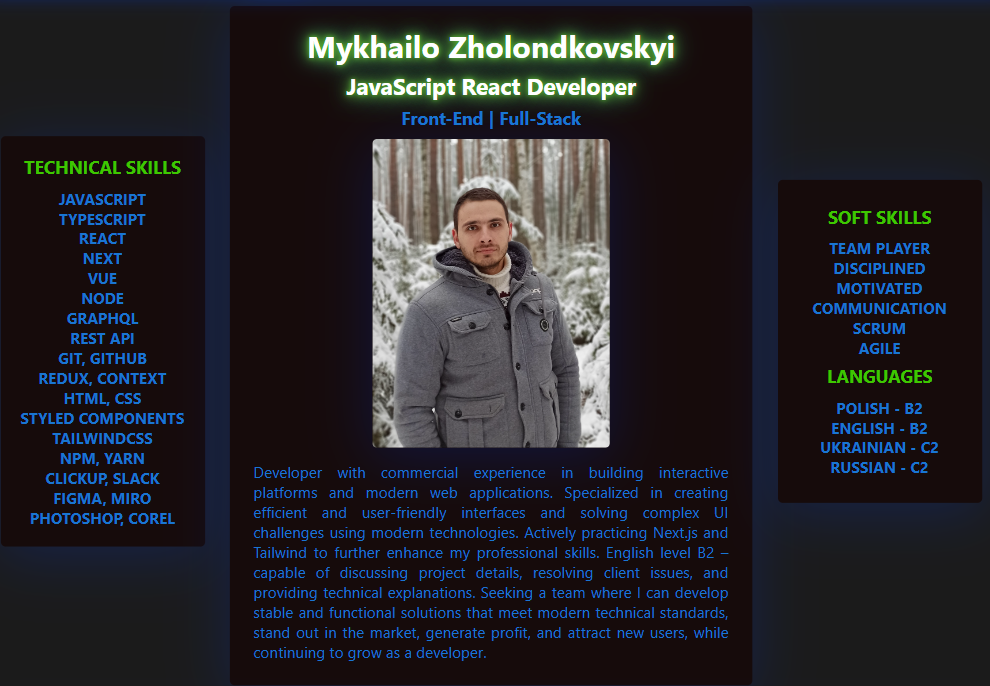 Mykhailo Zholondkovskyi
JavaScript React Developer
Front-End | Full-Stack
TECHNICAL SKILLS
JAVASCRIPT
TYPESCRIPT
REACT
NEXT
VUE
NODE
GRAPHQL
REST API
GIT, GITHUB
REDUX, CONTEXT
HTML, CSS
STYLED COMPONENTS
TAILWINDCSS
NPM, YARN
CLICKUP, SLACK
FIGMA, MIRO
PHOTOSHOP, COREL
Developer with commercial experience in building interactive
platforms and modern web applications. Specialized in creating
efficient and user-friendly interfaces and solving complex UI
challenges using modern technologies. Actively practicing Next.js and
Tailwind to further enhance my professional skills. English level B2 –
capable of discussing project details, resolving client issues, and
providing technical explanations. Seeking a team where I can develop
stable and functional solutions that meet modern technical standards,
stand out in the market, generate profit, and attract new users, while
continuing to grow as a developer.
SOFT SKILLS
TEAM PLAYER
DISCIPLINED
MOTIVATED
COMMUNICATION
SCRUM
AGILE
LANGUAGES
POLISH - B2
ENGLISH - B2
UKRAINIAN - C2
RUSSIAN - C2